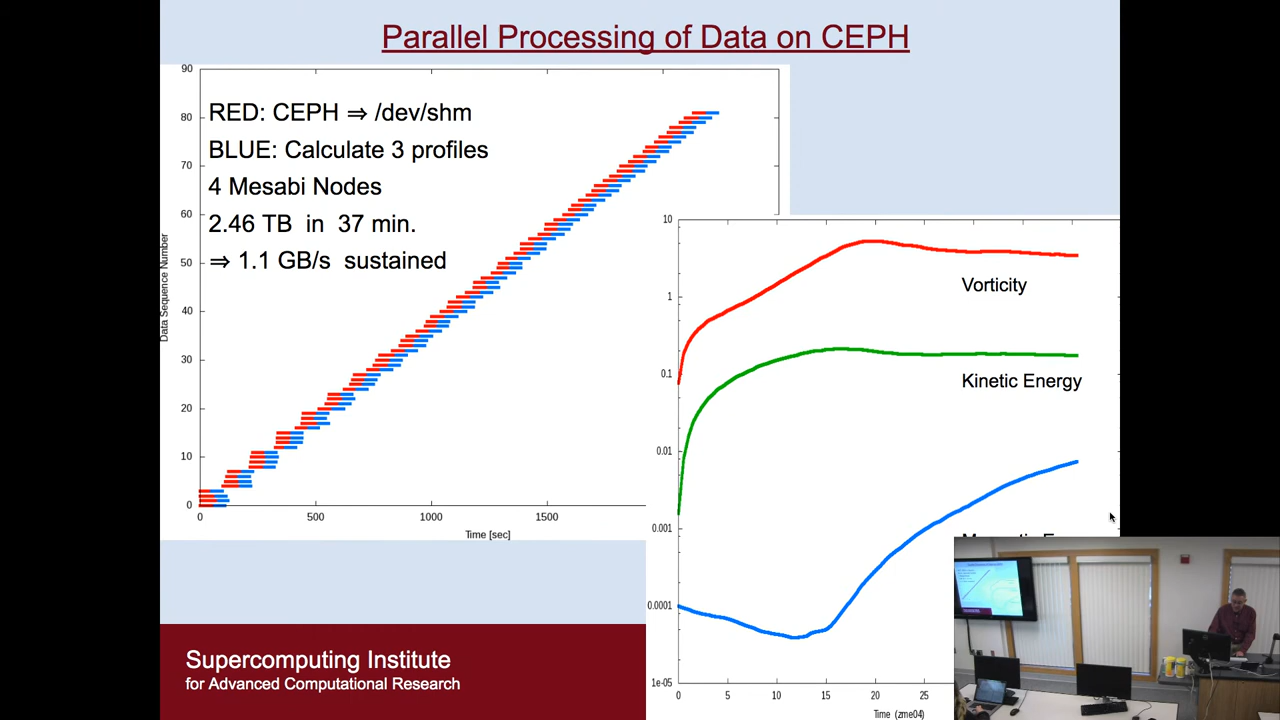 Parallel Processing of Data on CEPH
90
80
70
60
50
40
30
20
10
0
Data Sequence Number
RED: CEPH ⇒ /dev/shm
BLUE: Calculate 3 profiles
4 Mesabi Nodes
2.46 TB in 37 min.
⇒ 1.1 GB/s sustained
0 500 1000 1500
Time [sec]
10
1
0.1
0.01
0.001
0.0001
1e-05
Vorticity
Kinetic Energy
0 5 10 15 20 25
Time (zme04)
Supercomputing Institute
for Advanced Computational Research